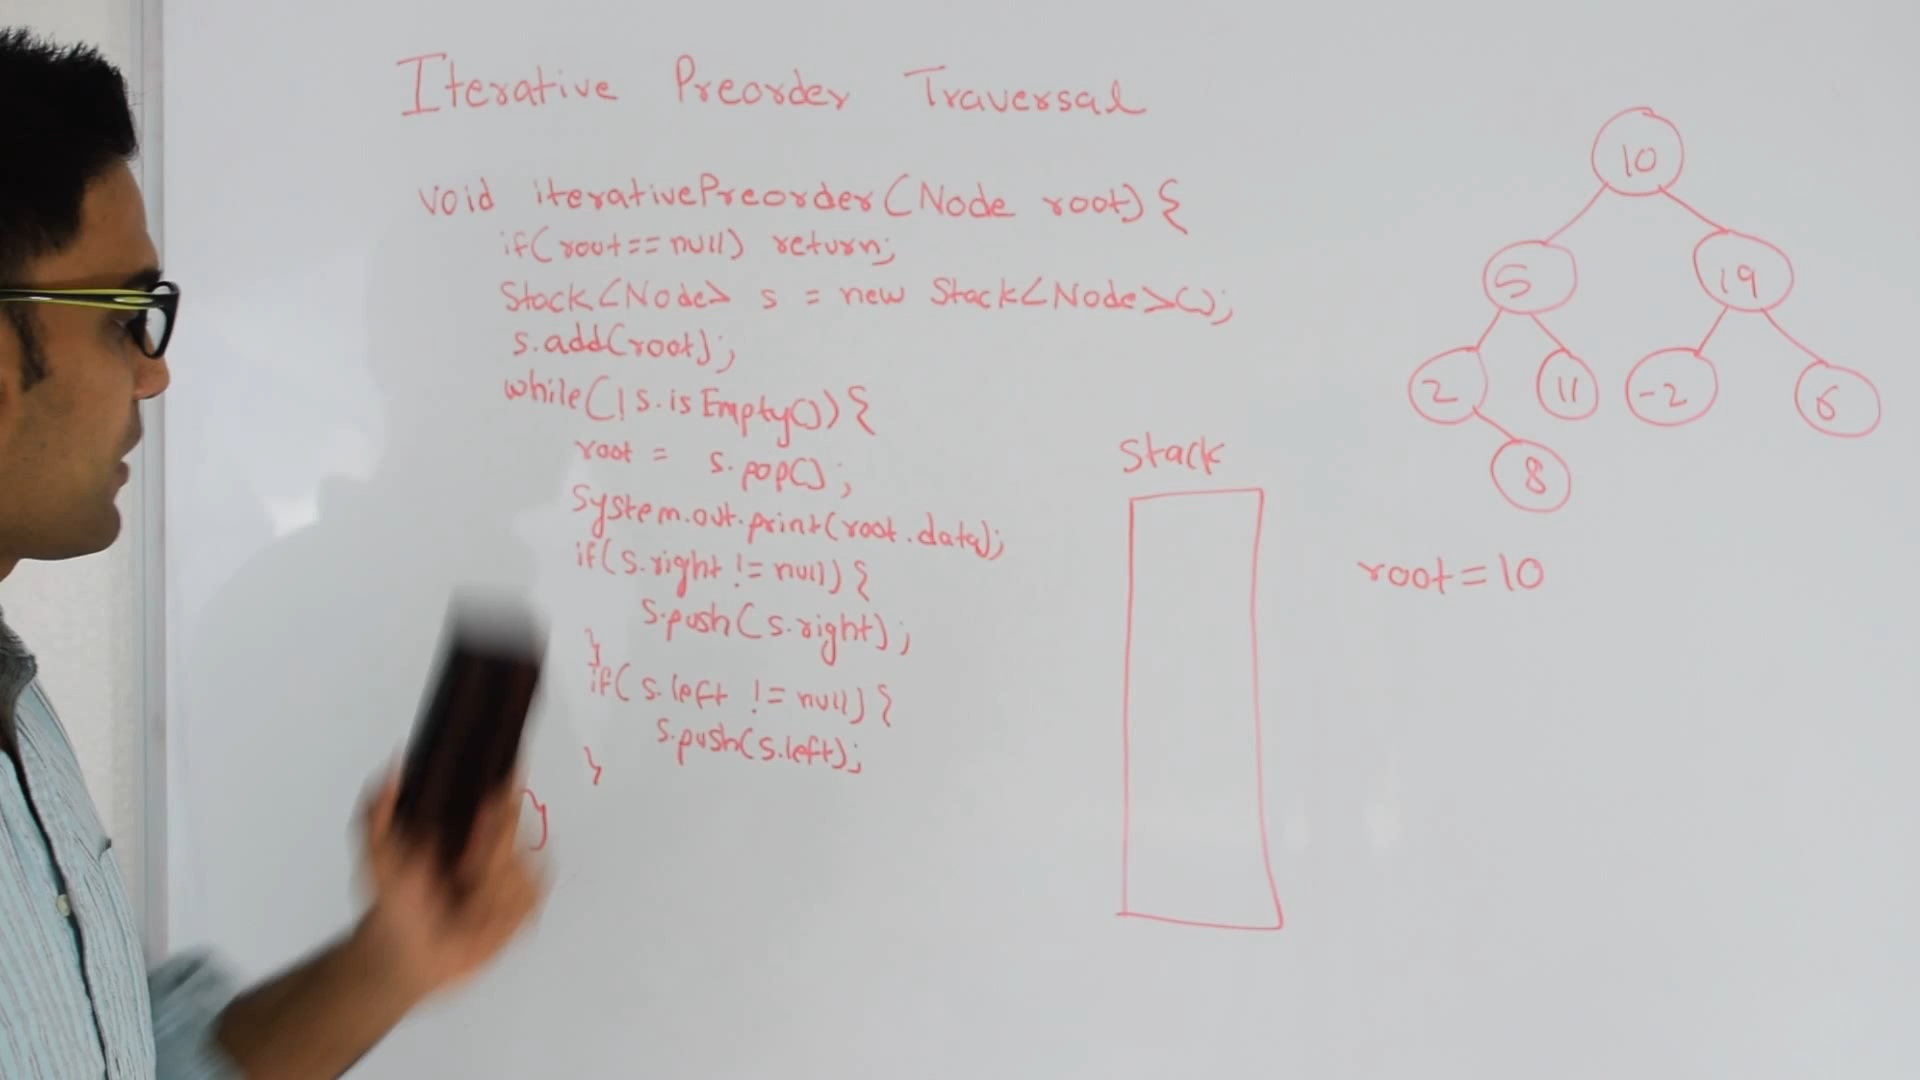 Iterative Preorder Traversal
void iterativePreorder(Node root){
if(root==null) return;
Stack<Node> s = new Stack<Node>();
s.add(root);
while(!s.isEmpty()){
root = s.pop();
System.out.print(root.data);
if(s.right != null){
s.push(s.right);
}
if(s.left != null){
s.push(s.left);
}
}
10
5 19
2 11 -2 6
8
Stack
root=10